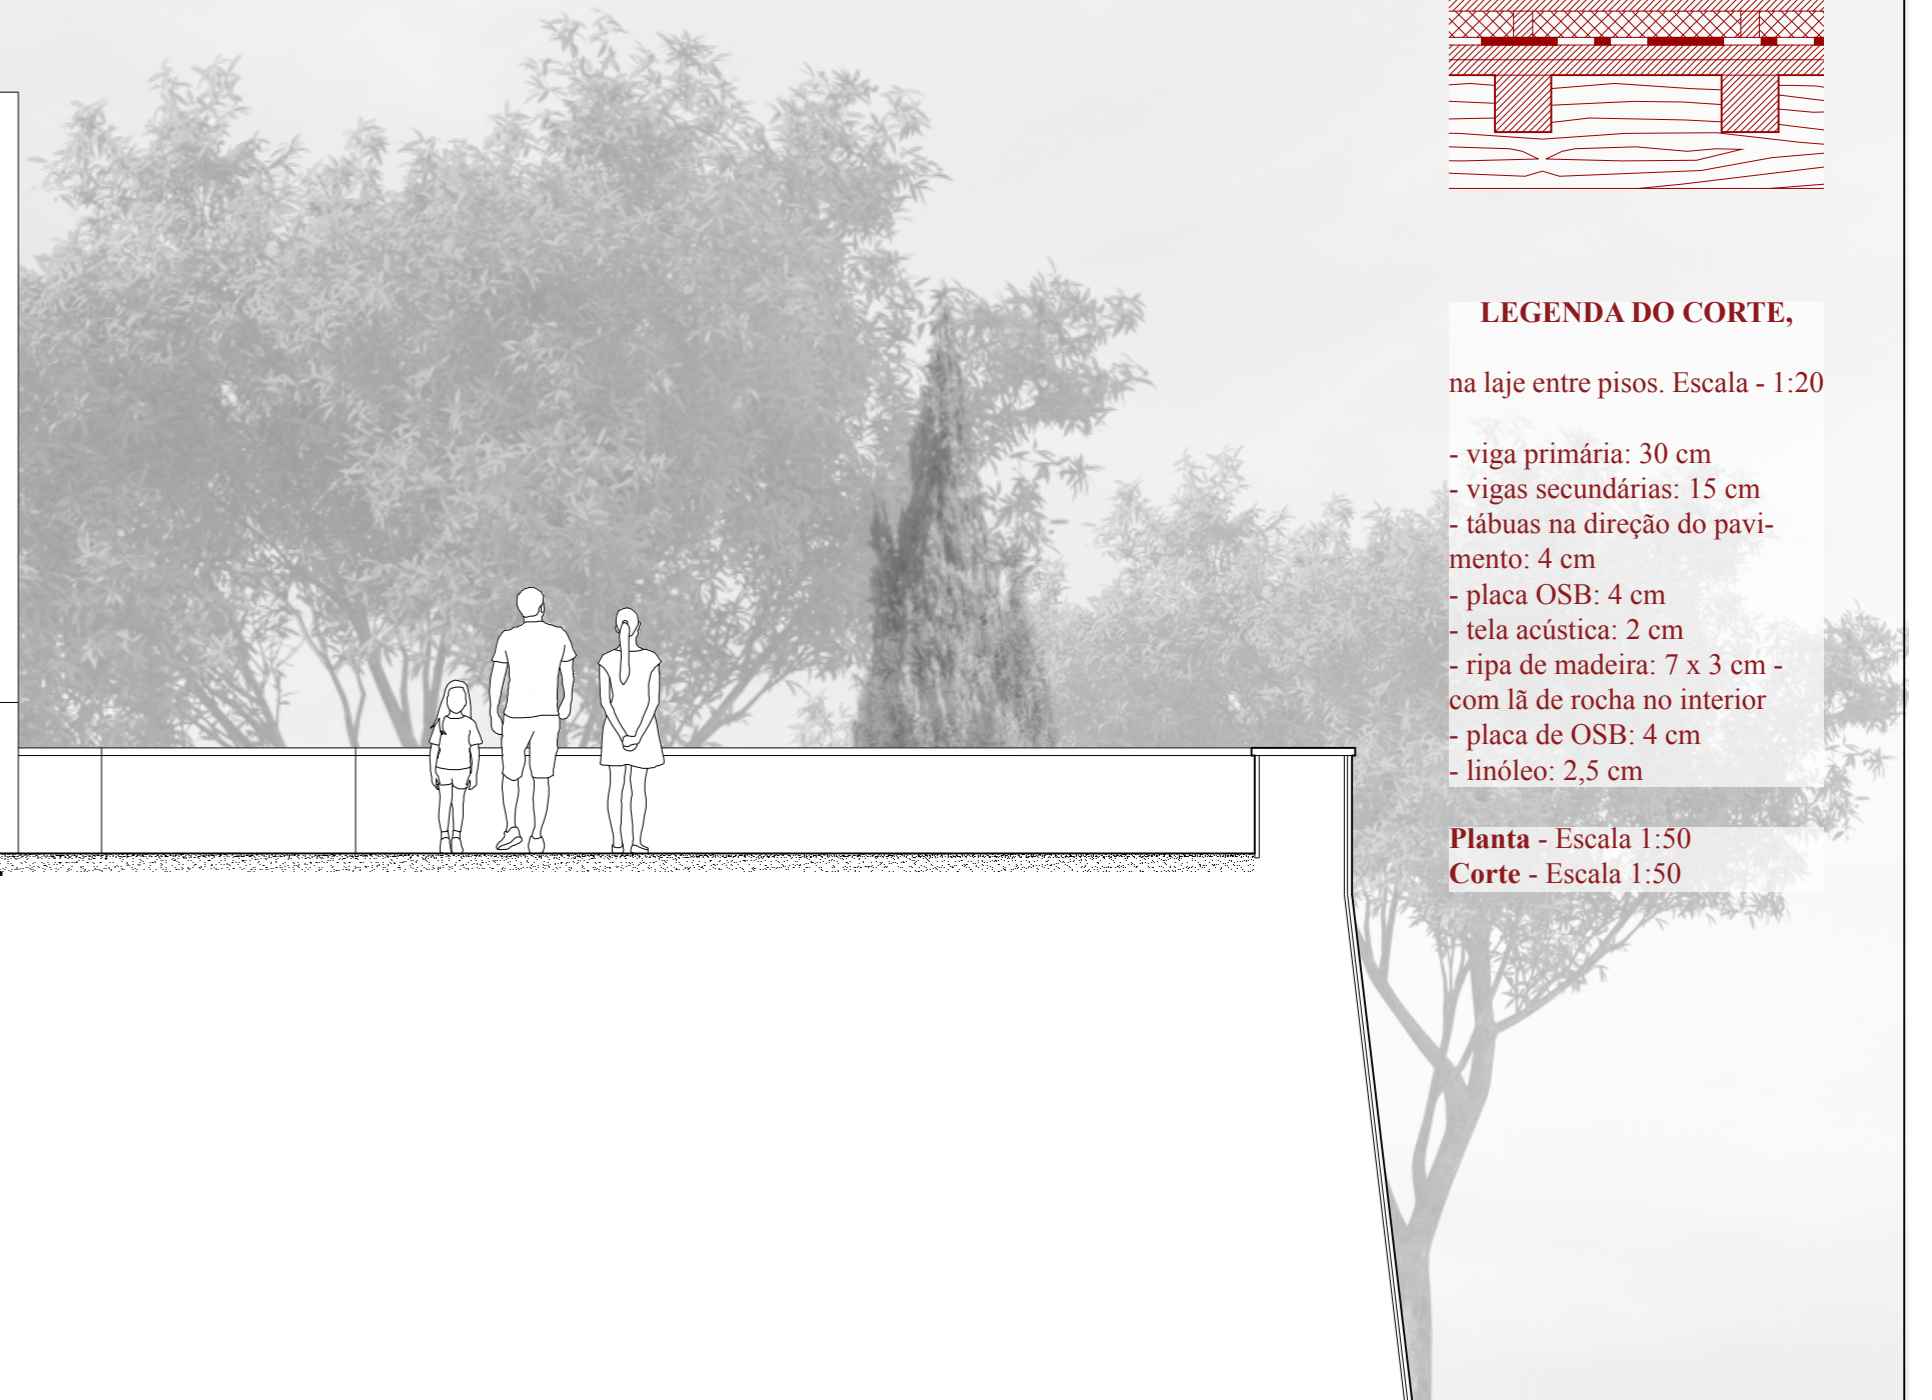 LEGENDA DO CORTE,
na laje entre pisos. Escala - 1:20
- viga primária: 30 cm
- vigas secundárias: 15 cm
- tábuas na direção do pavi-
mento: 4 cm
- placa OSB: 4 cm
- tela acústica: 2 cm
- ripa de madeira: 7 x 3 cm -
com lã de rocha no interior
- placa de OSB: 4 cm
- linóleo: 2,5 cm
Planta - Escala 1:50
Corte - Escala 1:50